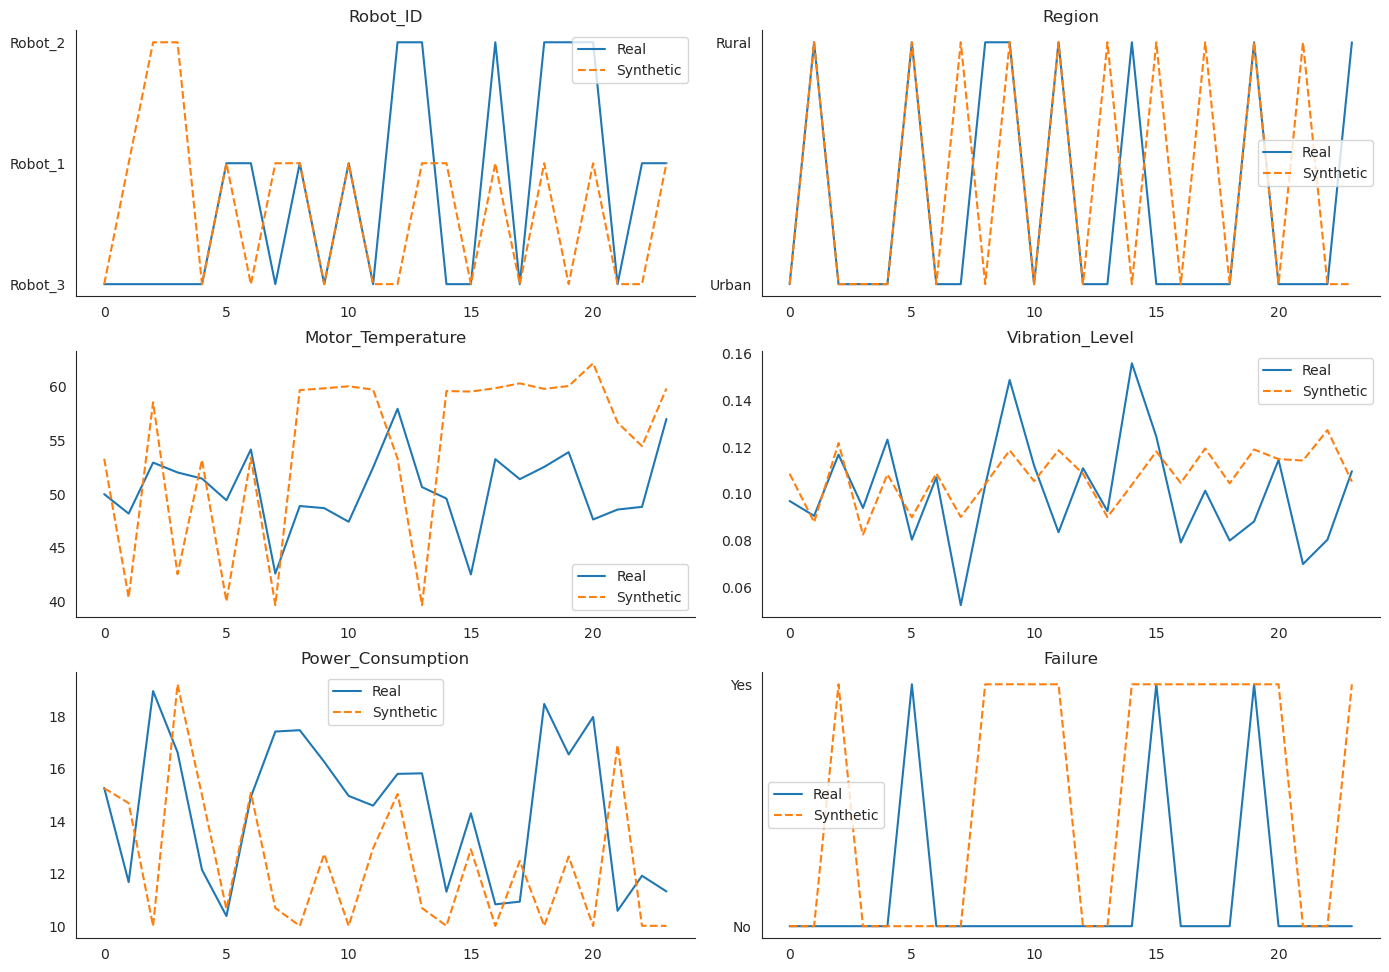 Robot_ID
Robot_2
Robot_1
Robot_3
Real
Synthetic
0 5 10 15 20
Region
Rural
Urban
Real
Synthetic
0 5 10 15 20
Motor_Temperature
60
55
50
45
40
Real
Synthetic
0 5 10 15 20
Vibration_Level
0.16
0.14
0.12
0.10
0.08
0.06
Real
Synthetic
0 5 10 15 20
Power_Consumption
18
16
14
12
10
Real
Synthetic
0 5 10 15 20
Failure
Yes
No
Real
Synthetic
0 5 10 15 20